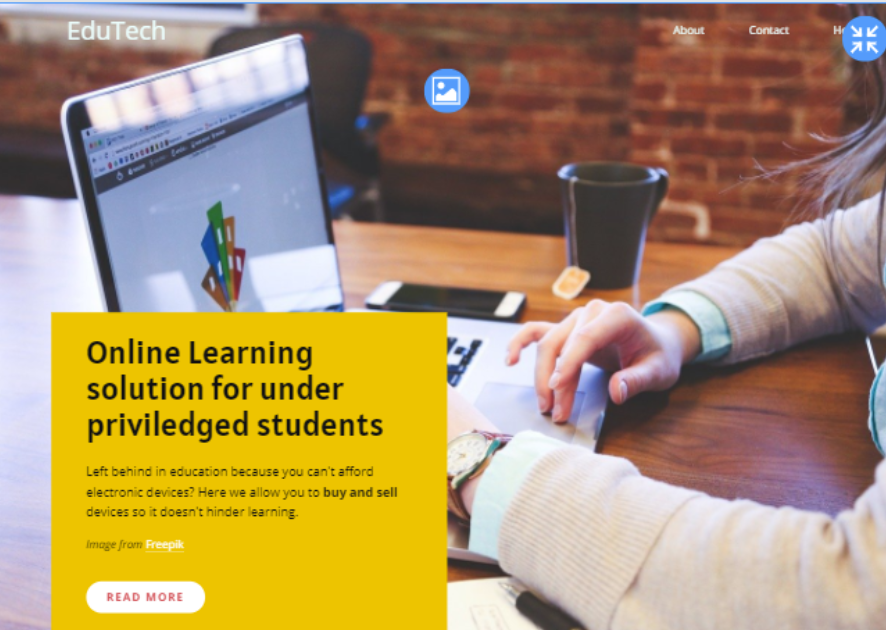 EduTech
About Contact
Online Learning
solution for under
priviledged students
Left behind in education because you can't afford
electronic devices? Here we allow you to buy and sell
devices so it doesn't hinder learning.
Image from Freepik
READ MORE